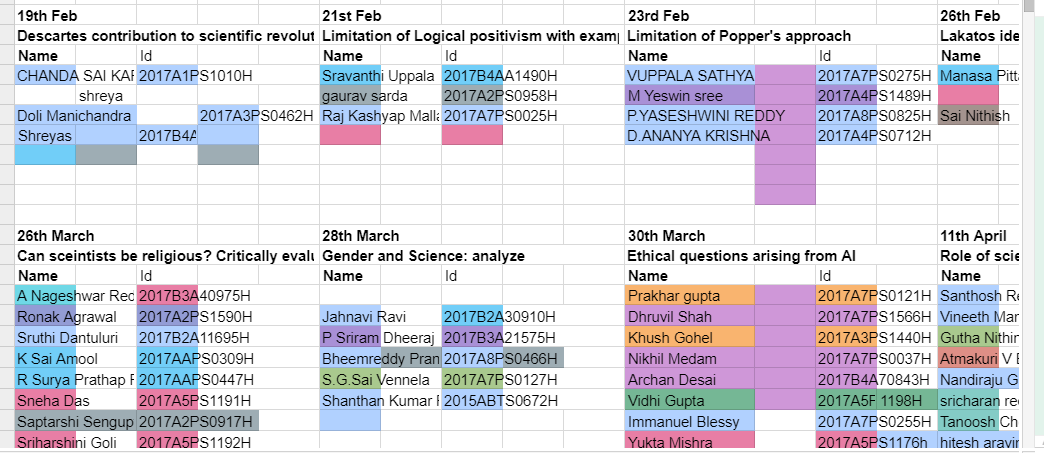 19th Feb 21st Feb 23rd Feb 26th Feb
Descartes contribution to scientific revolut Limitation of Logical positivism with exam Limitation of Popper's approach Lakatos ide
Name Id Name Id Name Id Name
CHANDA SAI KAF 2017A1PS1010H Sravanthi Uppala 2017B4AA1490H VUPPALA SATHYA 2017A7PS0275H Manasa Pitt
shreya gaurav sarda 2017A2PS0958H M Yeswin sree 2017A4PS1489H
Doli Manichandra 2017A3PS0462H Raj Kashyap Malla 2017A7PS0025H P.YASESHWINI REDDY 2017A8PS0825H Sai Nithish
Shreyas 2017B4A D.ANANYA KRISHNA 2017A4PS0712H
26th March 28th March 30th March 11th April
Can sceintists be religious? Critically evalu Gender and Science: analyze Ethical questions arising from AI Role of scie
Name Id Name Id Name Id Name
A Nageshwar Red 2017B3A40975H Prakhar gupta 2017A7PS0121H Santhosh Re
Ronak Agrawal 2017A2PS1590H Jahnavi Ravi 2017B2A30910H Dhruvil Shah 2017A7PS1566H Vineeth Mar
Sruthi Dantuluri 2017B2A11695H P Sriram Dheeraj 2017B3A21575H Khush Gohel 2017A3PS1440H Gutha Nithin
K Sai Amool 2017AAPS0309H Bheemreddy Pran 2017A8PS0466H Nikhil Medam 2017A7PS0037H Atmakuri V
R Surya Prathap 2017AAPS0447H S.G.Sai Vennela 2017A7PS0127H Archan Desai 2017B4A70843H Nandiraju G
Sneha Das 2017A5PS1191H Shanthan Kumar 2015ABTS0672H Vidhi Gupta 2017A5F 1198H sricharan red
Saptarshi Sengup 2017A2PS0917H Immanuel Blessy 2017A7PS0255H Tanoosh Ch
Sriharshini Goli 2017A5PS1192H Yukta Mishra 2017A5PS1176h hitesh aravin